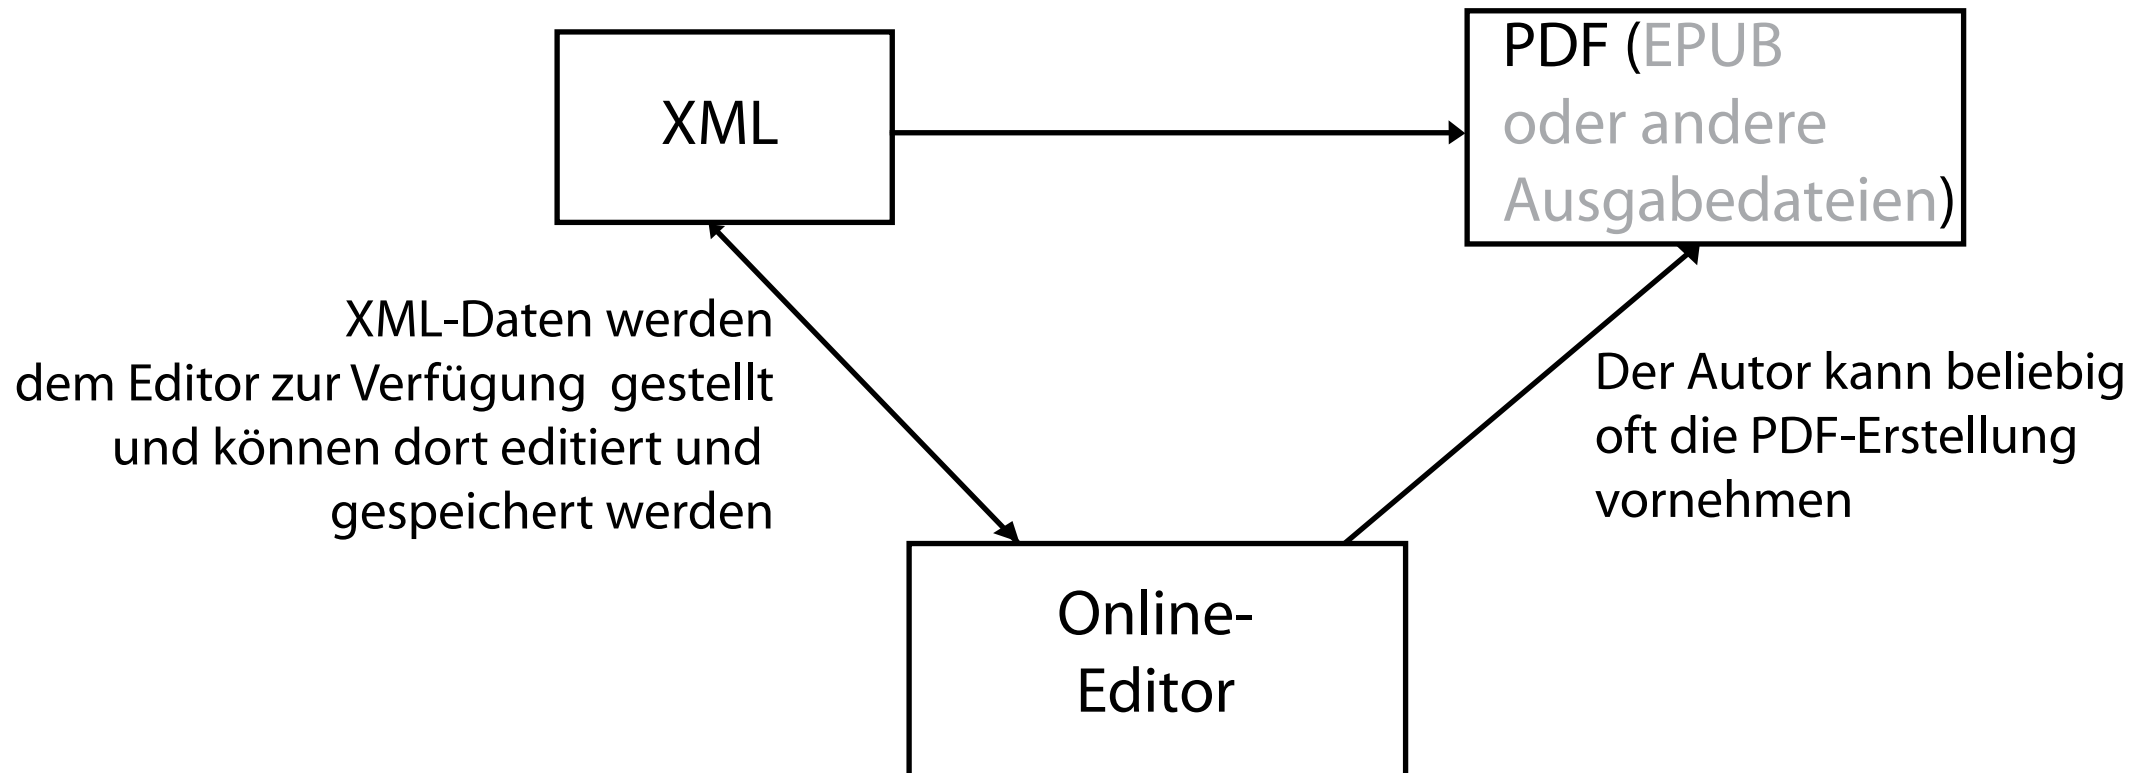 XML
PDF (EPUB
oder andere
Ausgabedateien)
XML-Daten werden
dem Editor zur Verfügung  gestellt
und können dort editiert und
gespeichert werden
Der Autor kann beliebig
oft die PDF-Erstellung
vornehmen
Online-
Editor